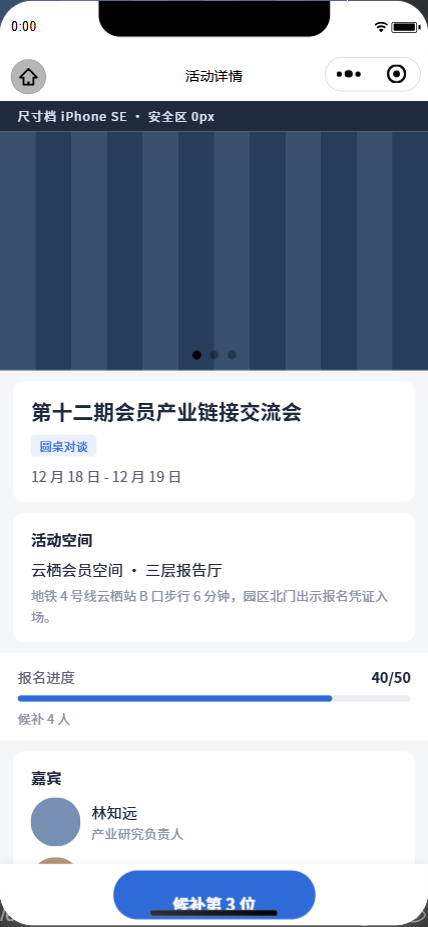 0:00
活动详情
尺寸档 iPhone SE · 安全区 0px
第十二期会员产业链接交流会
圆桌对谈
12 月 18 日 - 12 月 19 日
活动空间
云栖会员空间 · 三层报告厅
地铁 4 号线云栖站 B 口步行 6 分钟，园区北门出示报名凭证入
场。
报名进度 40/50
候补 4 人
嘉宾
林知远
产业研究负责人
候补第 3 位